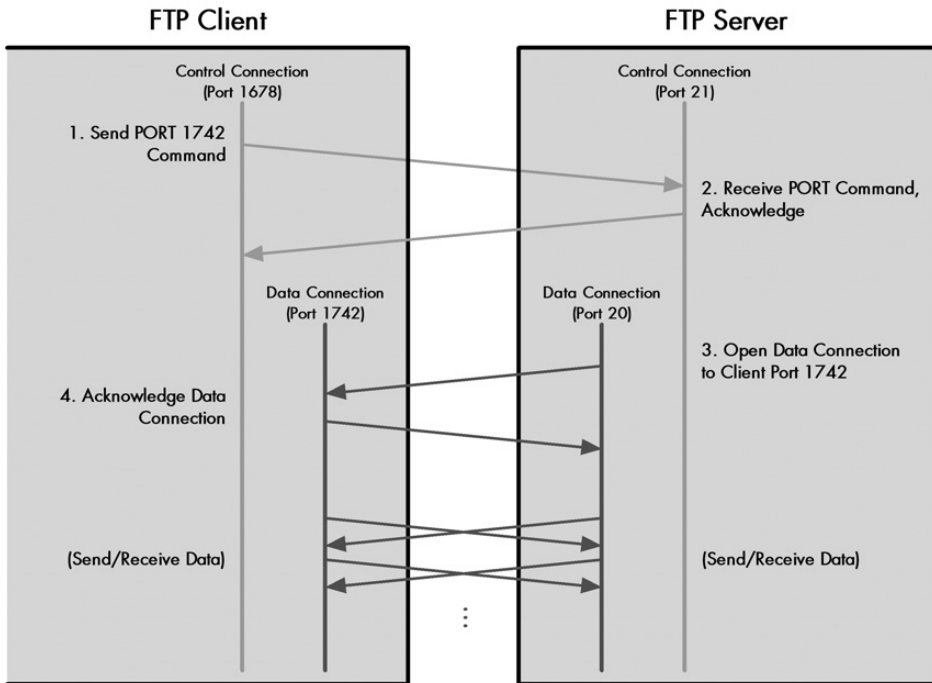 FTP Client
FTP Server
Control Connection
(Port 1678)
Control Connection
(Port 21)
1. Send PORT 1742
Command
2. Receive PORT Command,
Acknowledge
Data Connection
(Port 1742)
Data Connection
(Port 20)
3. Open Data Connection
to Client Port 1742
4. Acknowledge Data
Connection
(Send/Receive Data)
(Send/Receive Data)